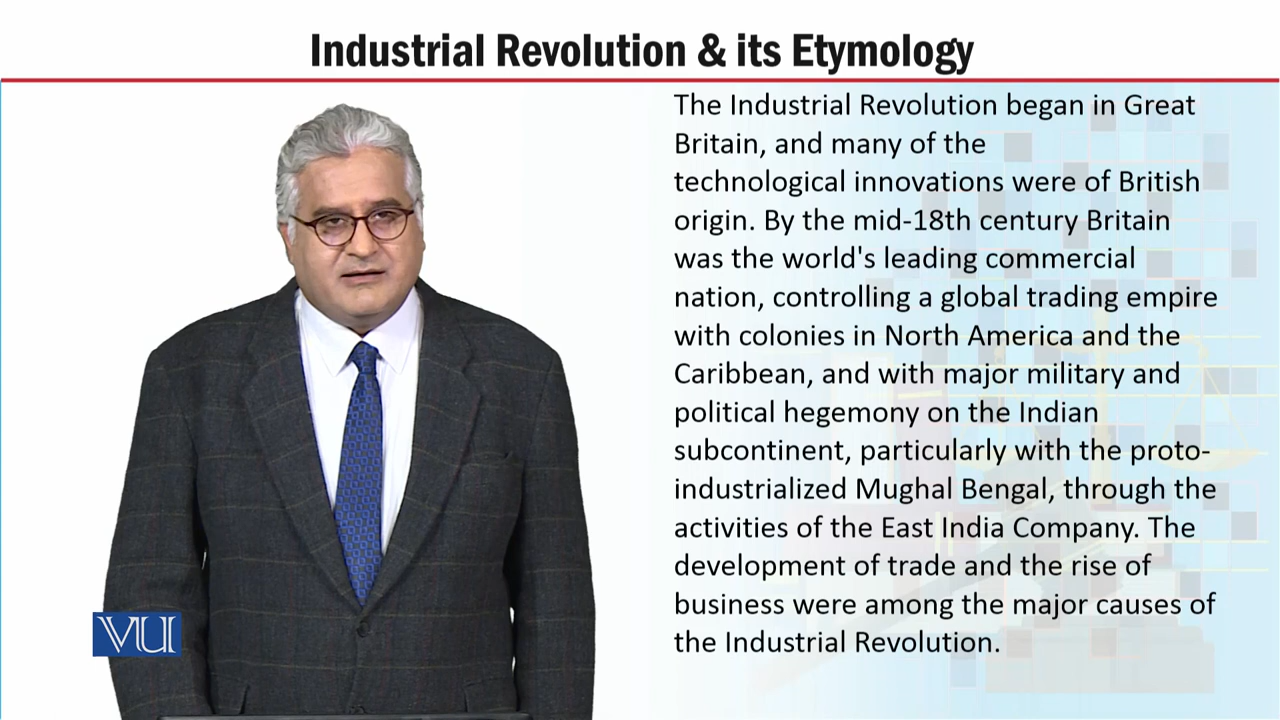 Industrial Revolution & its Etymology
The Industrial Revolution began in Great
Britain, and many of the
technological innovations were of British
origin. By the mid-18th century Britain
was the world's leading commercial
nation, controlling a global trading empire
with colonies in North America and the
Caribbean, and with major military and
political hegemony on the Indian
subcontinent, particularly with the proto-
industrialized Mughal Bengal, through the
activities of the East India Company. The
development of trade and the rise of
business were among the major causes of
the Industrial Revolution.
VU